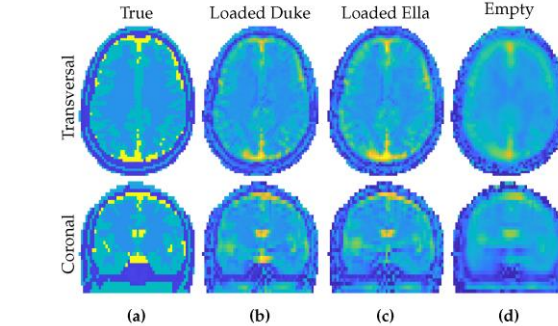 True Loaded Duke Loaded Ella Empty
Transversal
Coronal
(a) (b) (c) (d)